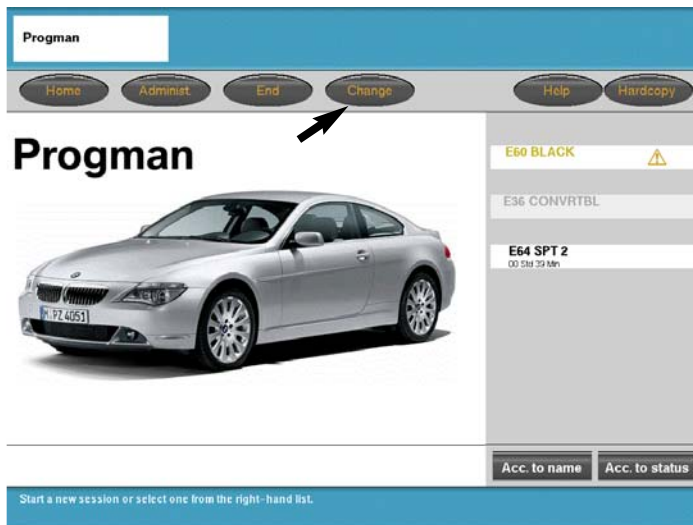 Progman
Home Administ. End Change Help Hardcopy
Progman
E60 BLACK
E36 CONVRTBL
E64 SPT 2
00 Std 39 Min
M:PZ 4051
Acc. to name Acc. to status
Start a new session or select one from the right-hand list.